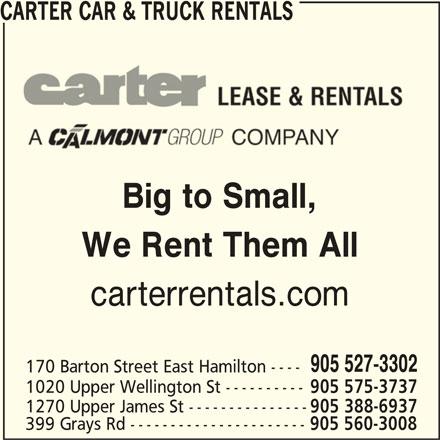 CARTER CAR & TRUCK RENTALS
carter LEASE & RENTALS
A CALMONT GROUP COMPANY
Big to Small,
We Rent Them All
carterrentals.com
170 Barton Street East Hamilton ---- 905 527-3302
1020 Upper Wellington St ---------- 905 575-3737
1270 Upper James St --------------- 905 388-6937
399 Grays Rd ---------------------- 905 560-3008